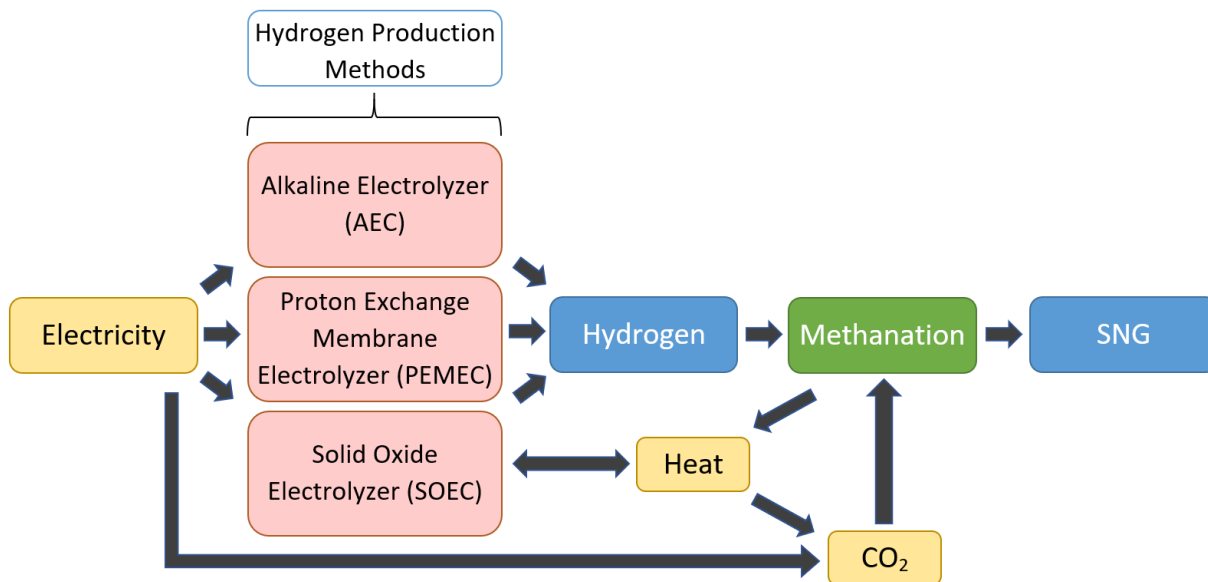 Hydrogen Production
Methods
Alkaline Electrolyzer
(AEC)
Proton Exchange
Membrane
Electrolyzer (PEMEC)
Solid Oxide
Electrolyzer (SOEC)
Electricity
Hydrogen
Methanation
SNG
Heat
CO₂